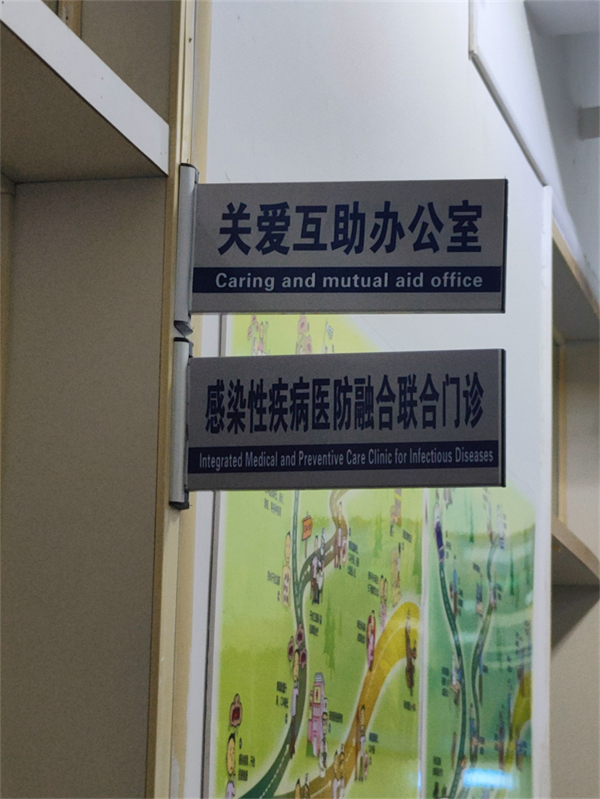 关爱互助办公室
Caring and mutual aid office
感染性疾病医防融合联合门诊
Integrated Medical and Preventive Care Clinic for Infectious Diseases